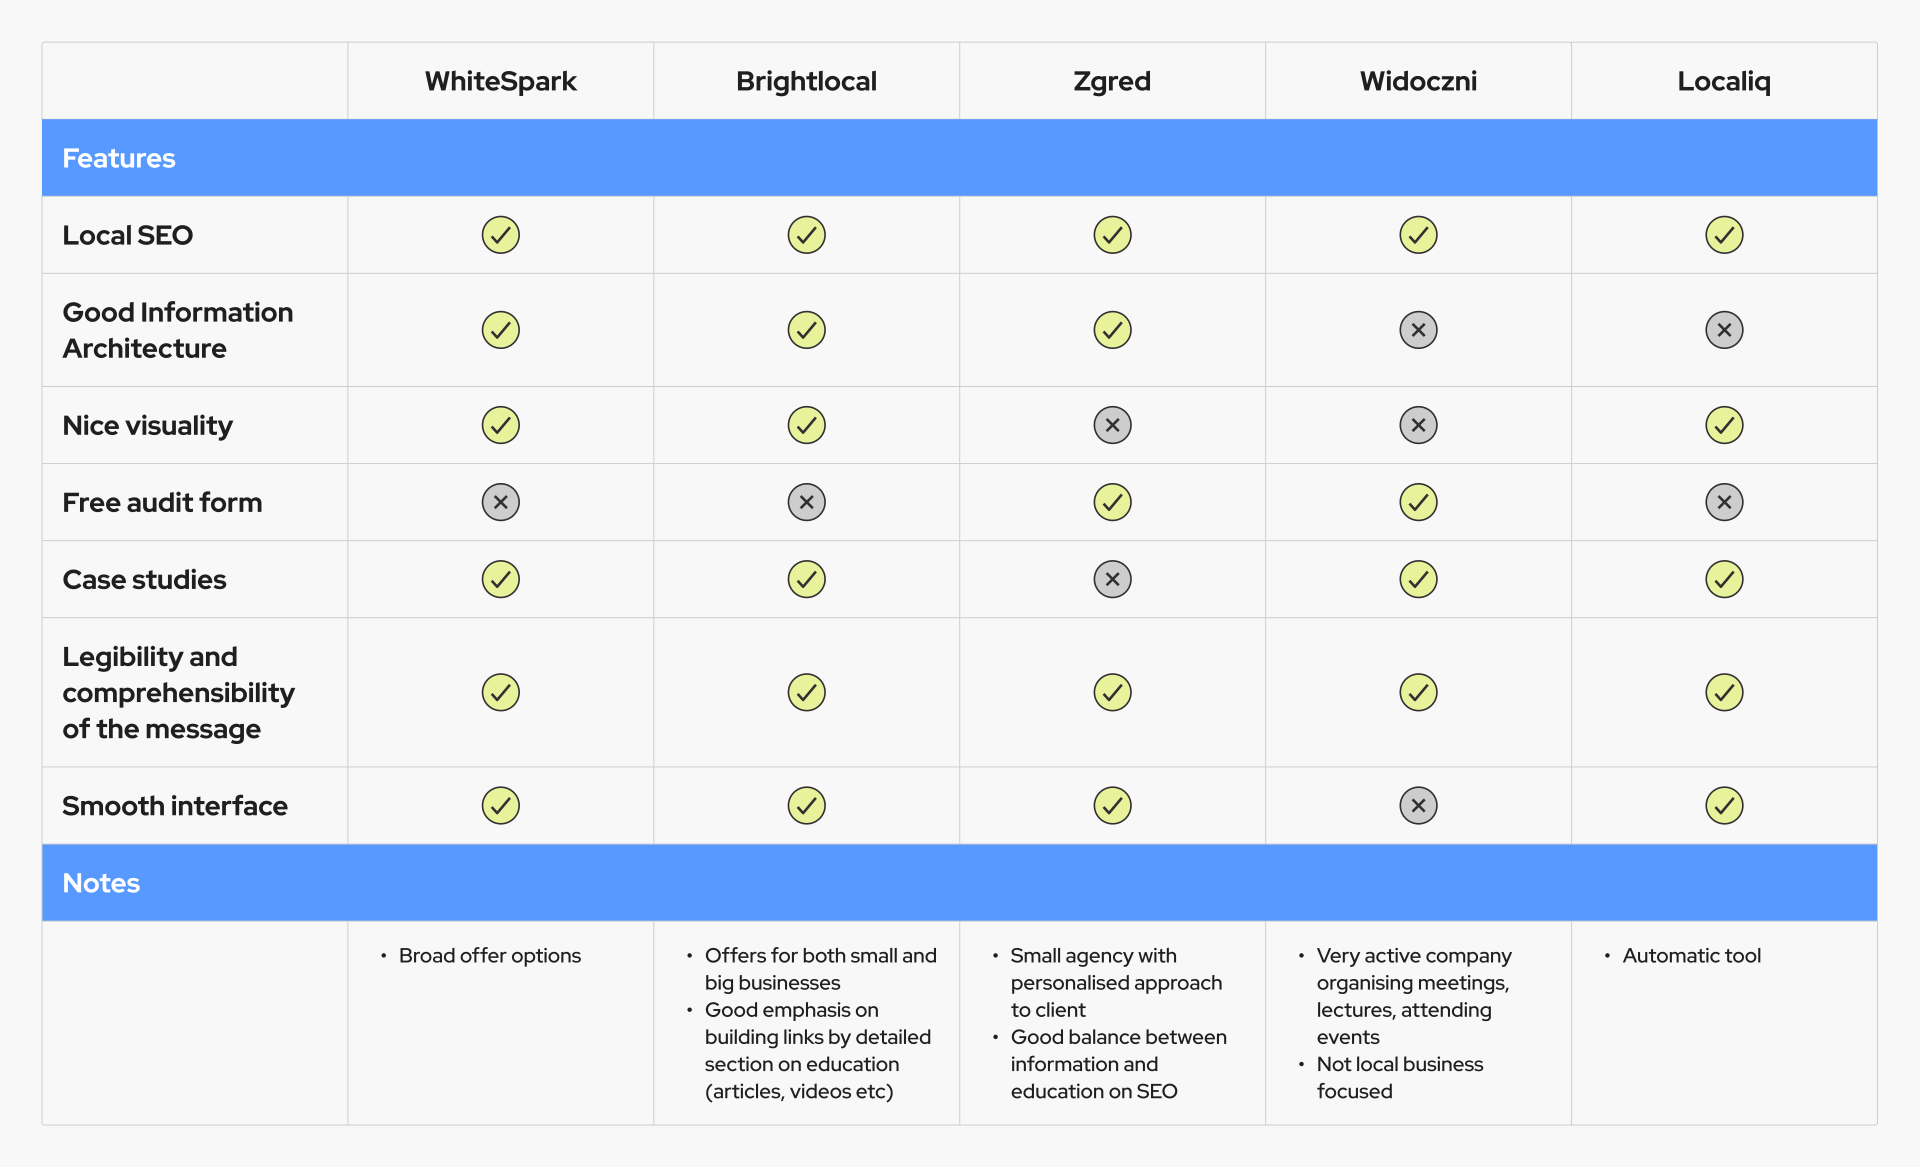 WhiteSpark Brightlocal Zgred Widoczni Localiq
Features
Local SEO
Good Information
Architecture
Nice visuality
Free audit form
Case studies
Legibility and
comprehensibility
of the message
Smooth interface
Notes
• Broad offer options
• Offers for both small and
big businesses
• Good emphasis on
building links by detailed
section on education
(articles, videos etc)
• Small agency with
personalised approach
to client
• Good balance between
information and
education on SEO
• Very active company
organising meetings,
lectures, attending
events
• Not local business
focused
• Automatic tool